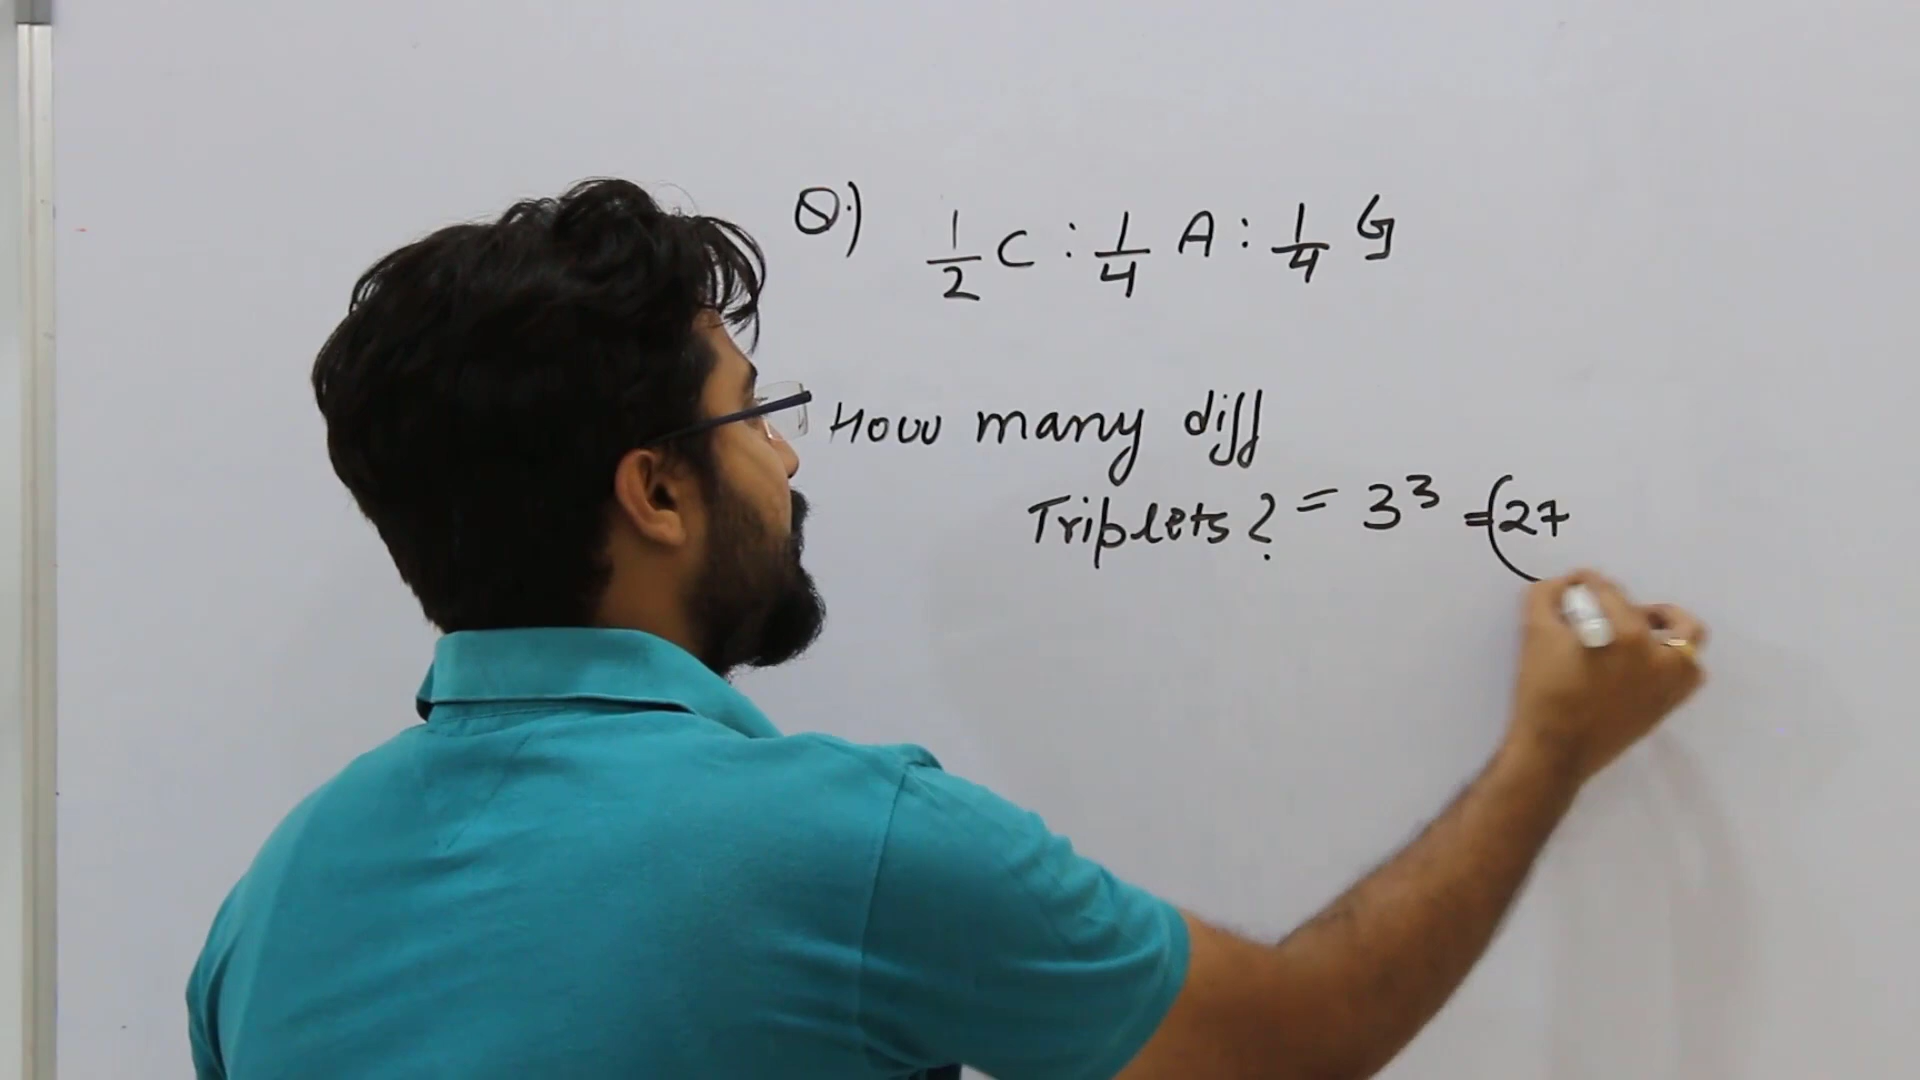 Q.) 1/2 C : 1/4 A : 1/4 G
How many diff
Triplets? = 3³ = (27